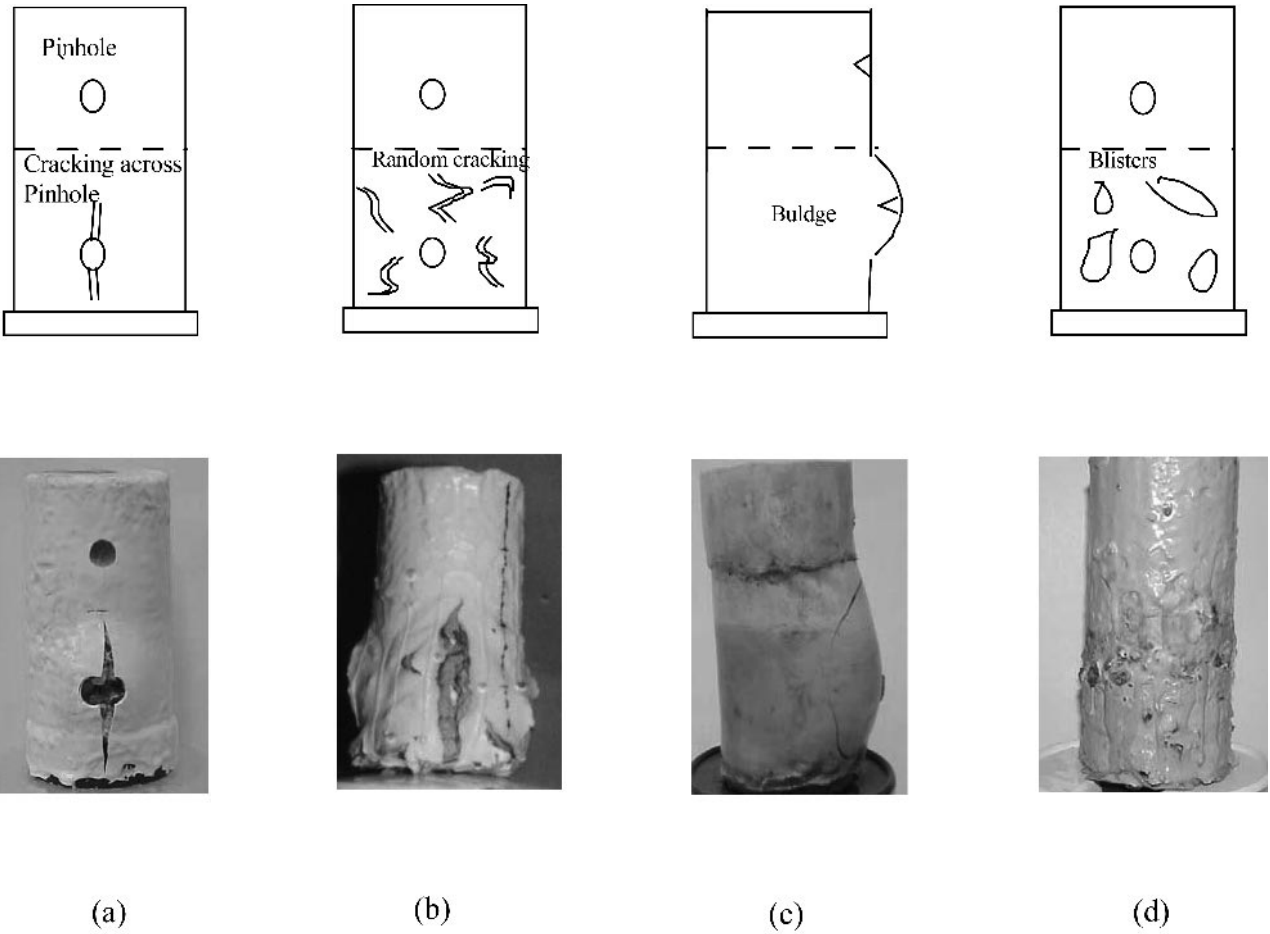 Pinhole
Cracking across
Pinhole
Random cracking
Buldge
Blisters
(a)
(b)
(c)
(d)